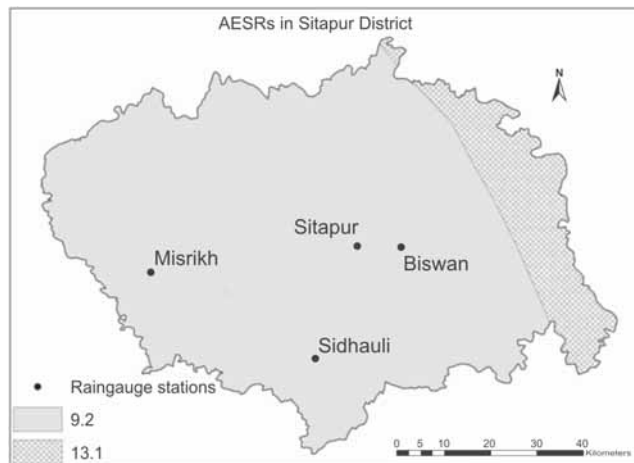 AESRs in Sitapur District
N
Sitapur
Misrikh
Biswan
Sidhauli
Raingauge stations
9.2
13.1
0 5 10 20 30 40
Kilometers